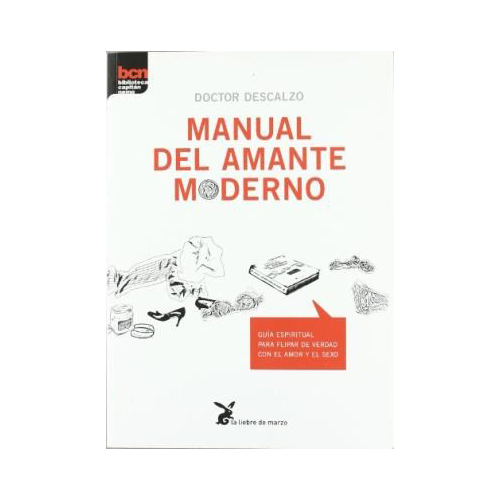 bcn
biblioteca
capitán
nemo
DOCTOR DESCALZO
MANUAL
DEL AMANTE
MODERNO
GUÍA ESPIRITUAL
PARA FLIPAR DE VERDAD
CON EL AMOR Y EL SEXO
la liebre de marzo